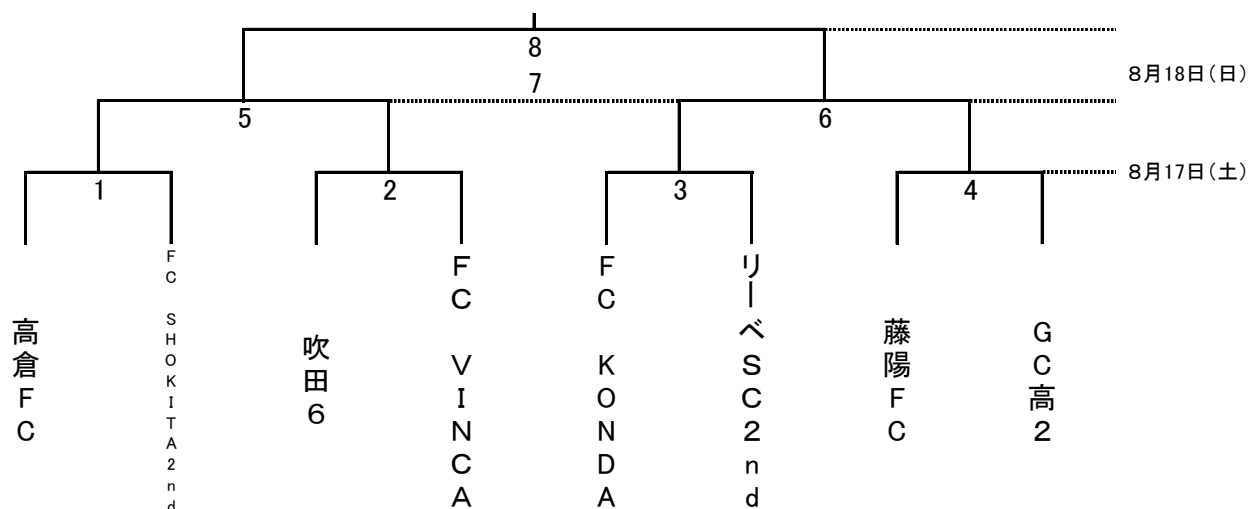 8
7
8月18日(日)
5
6
8月17日(土)
1
2
3
4
高倉FC
FC SHOKITA2nd
吹田6
FC VINCA
FC KONDA
リーベSC2nd
藤陽FC
GC高2